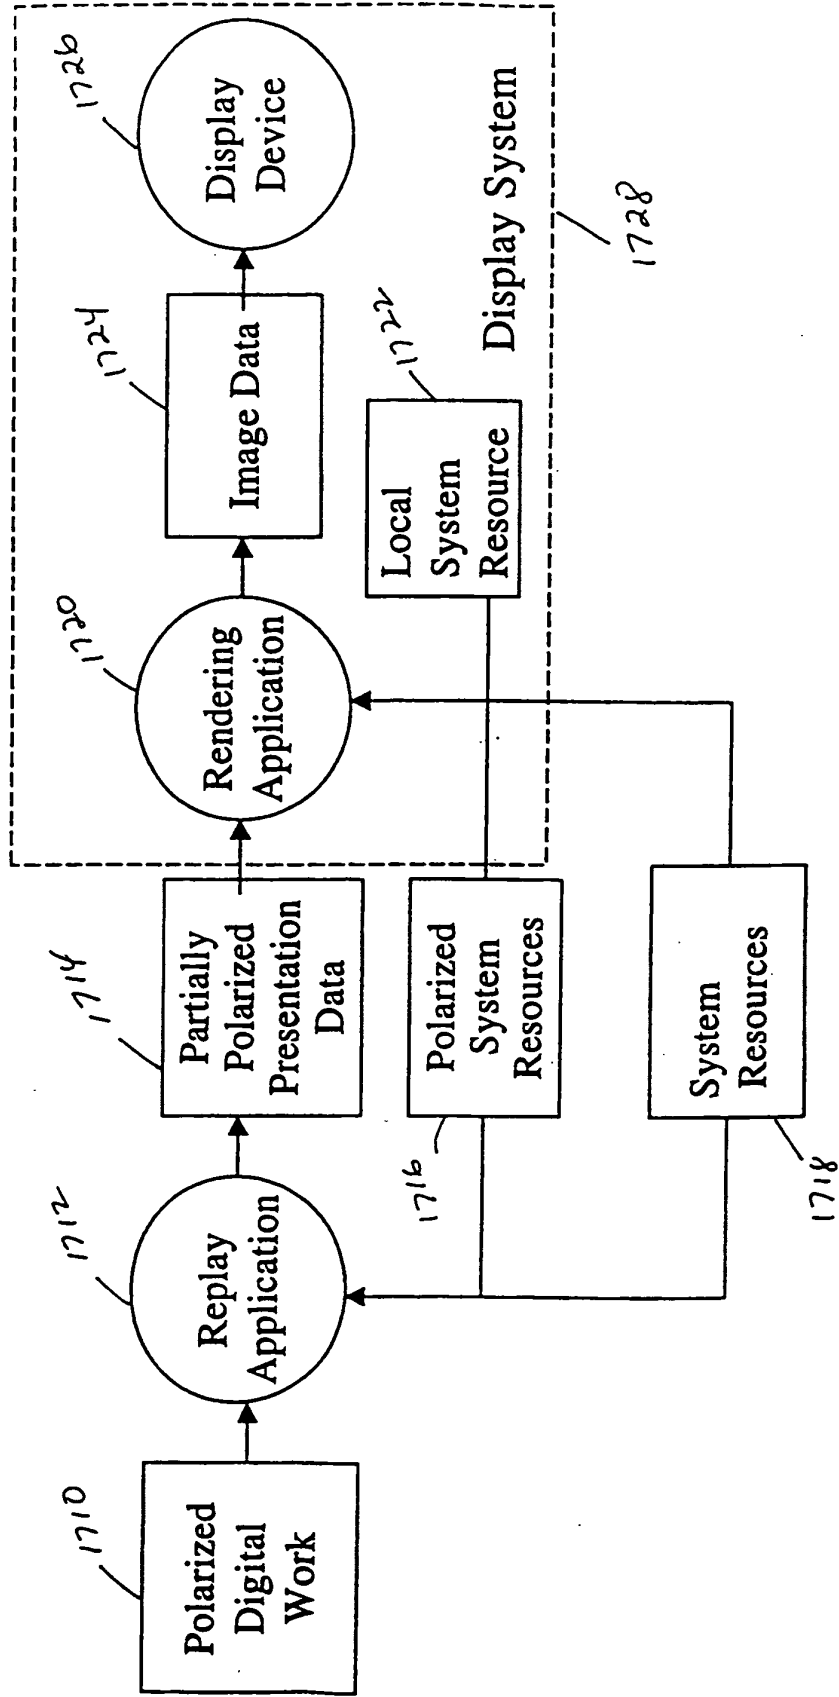 1710
Polarized
Digital
Work
1712
Replay
Application
1714
Partially
Polarized
Presentation
Data
1716
Polarized
System
Resources
1718
System
Resources
1720
Rendering
Application
1722
Local
System
Resource
1724
Image Data
1726
Display
Device
Display System
1728